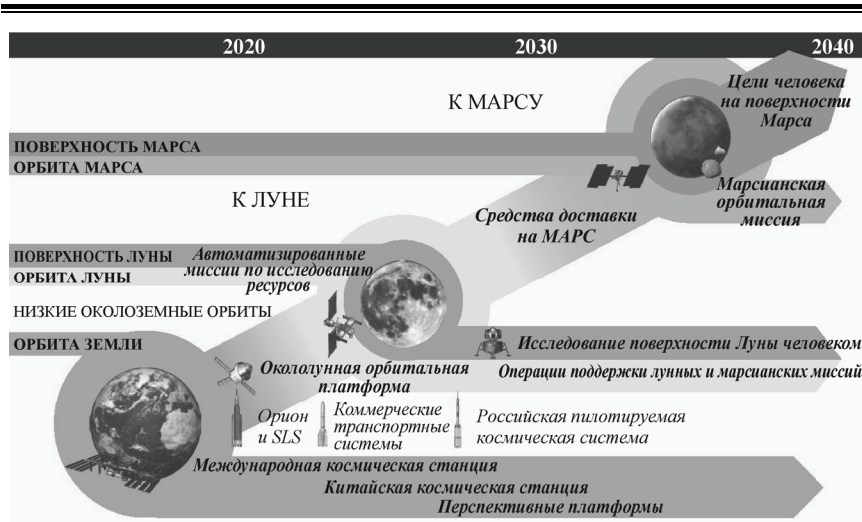 2020 2030 2040
Цели человека
на поверхности
Марса
К МАРСУ
ПОВЕРХНОСТЬ МАРСА
ОРБИТА МАРСА
Марсианская
орбитальная
миссия
К ЛУНЕ
Средства доставки
на МАРС
ПОВЕРХНОСТЬ ЛУНЫ
Автоматизированные
миссии по исследованию
ресурсов
ОРБИТА ЛУНЫ
НИЗКИЕ ОКОЛОЗЕМНЫЕ ОРБИТЫ
ОРБИТА ЗЕМЛИ
Исследование поверхности Луны человеком
Окололунная орбитальная
платформа
Операции поддержки лунных и марсианских миссий
Орион
и SLS
Коммерческие
транспортные
системы
Российская пилотируемая
космическая система
Международная космическая станция
Китайская космическая станция
Перспективные платформы